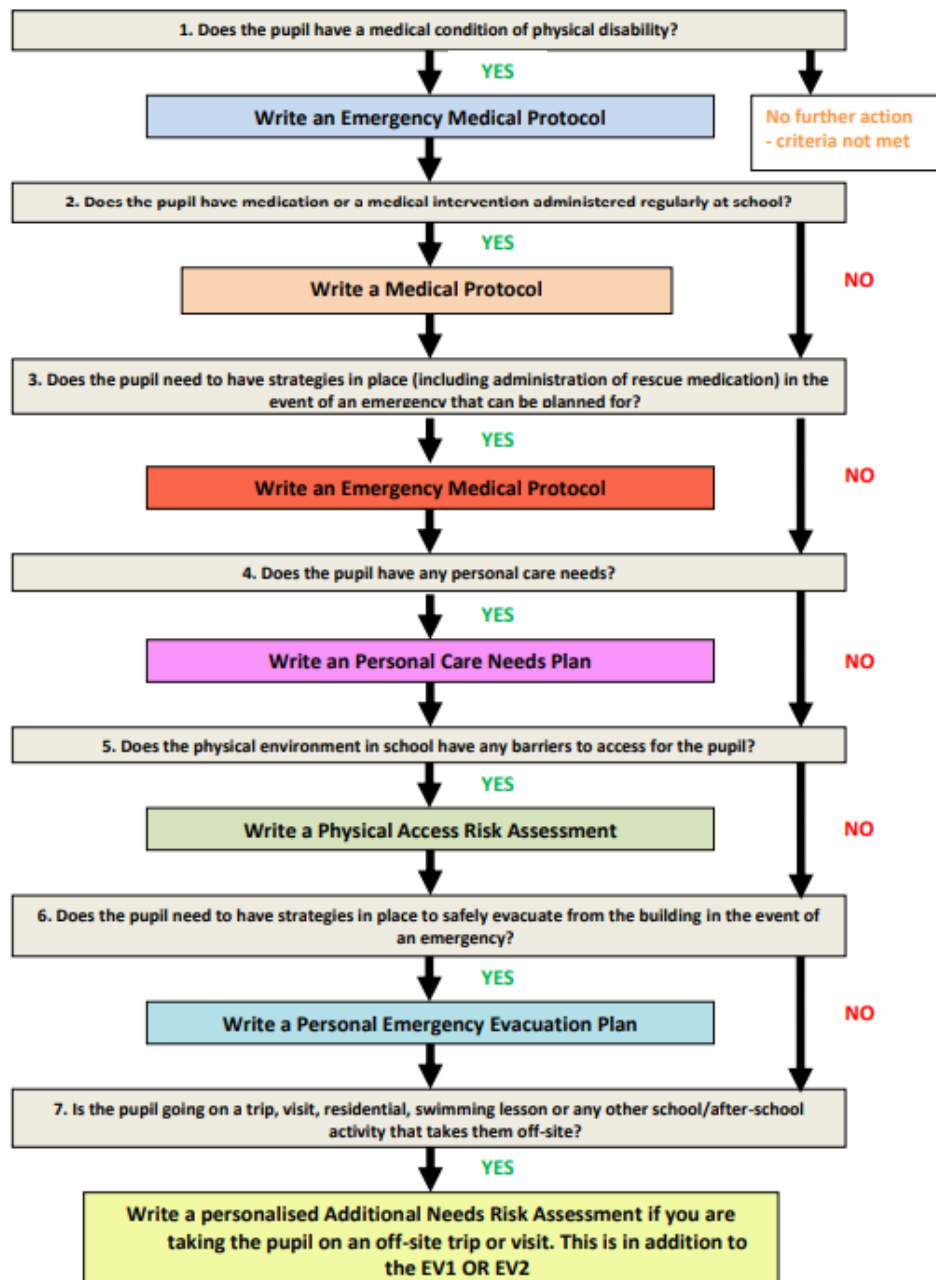 1. Does the pupil have a medical condition of physical disability?
YES
Write an Emergency Medical Protocol
No further action
- criteria not met
2. Does the pupil have medication or a medical intervention administered regularly at school?
YES
NO
Write a Medical Protocol
3. Does the pupil need to have strategies in place (including administration of rescue medication) in the
event of an emergency that can be planned for?
YES
NO
Write an Emergency Medical Protocol
4. Does the pupil have any personal care needs?
YES
NO
Write an Personal Care Needs Plan
5. Does the physical environment in school have any barriers to access for the pupil?
YES
NO
Write a Physical Access Risk Assessment
6. Does the pupil need to have strategies in place to safely evacuate from the building in the event of
an emergency?
YES
NO
Write a Personal Emergency Evacuation Plan
7. Is the pupil going on a trip, visit, residential, swimming lesson or any other school/after-school
activity that takes them off-site?
YES
Write a personalised Additional Needs Risk Assessment if you are
taking the pupil on an off-site trip or visit. This is in addition to
the EV1 OR EV2